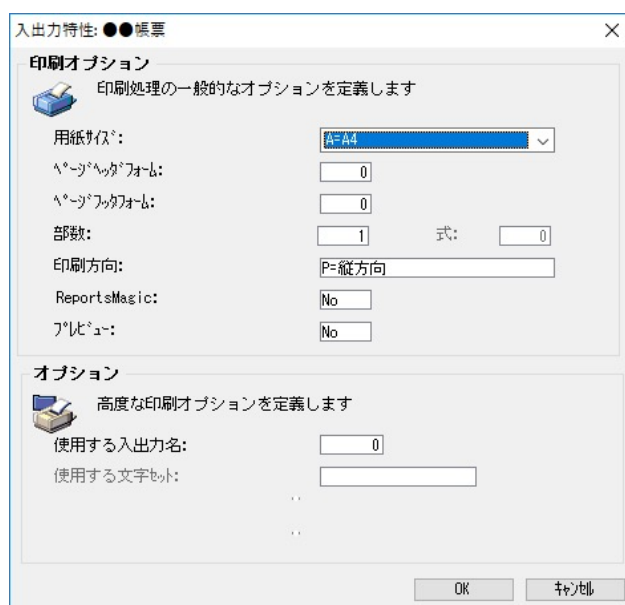 入出力特性: ●●帳票
印刷オプション
印刷処理の一般的なオプションを定義します
用紙ｻｲｽﾞ: A=A4
ﾍﾟｰｼﾞﾍｯﾀﾞﾌｫｰﾑ: 0
ﾍﾟｰｼﾞﾌｯﾀﾌｫｰﾑ: 0
部数: 1 式: 0
印刷方向: P=縦方向
ReportsMagic: No
ﾌﾟﾚﾋﾞｭｰ: No
オプション
高度な印刷オプションを定義します
使用する入出力名: 0
使用する文字ｾｯﾄ:
OK ｷｬﾝｾﾙ